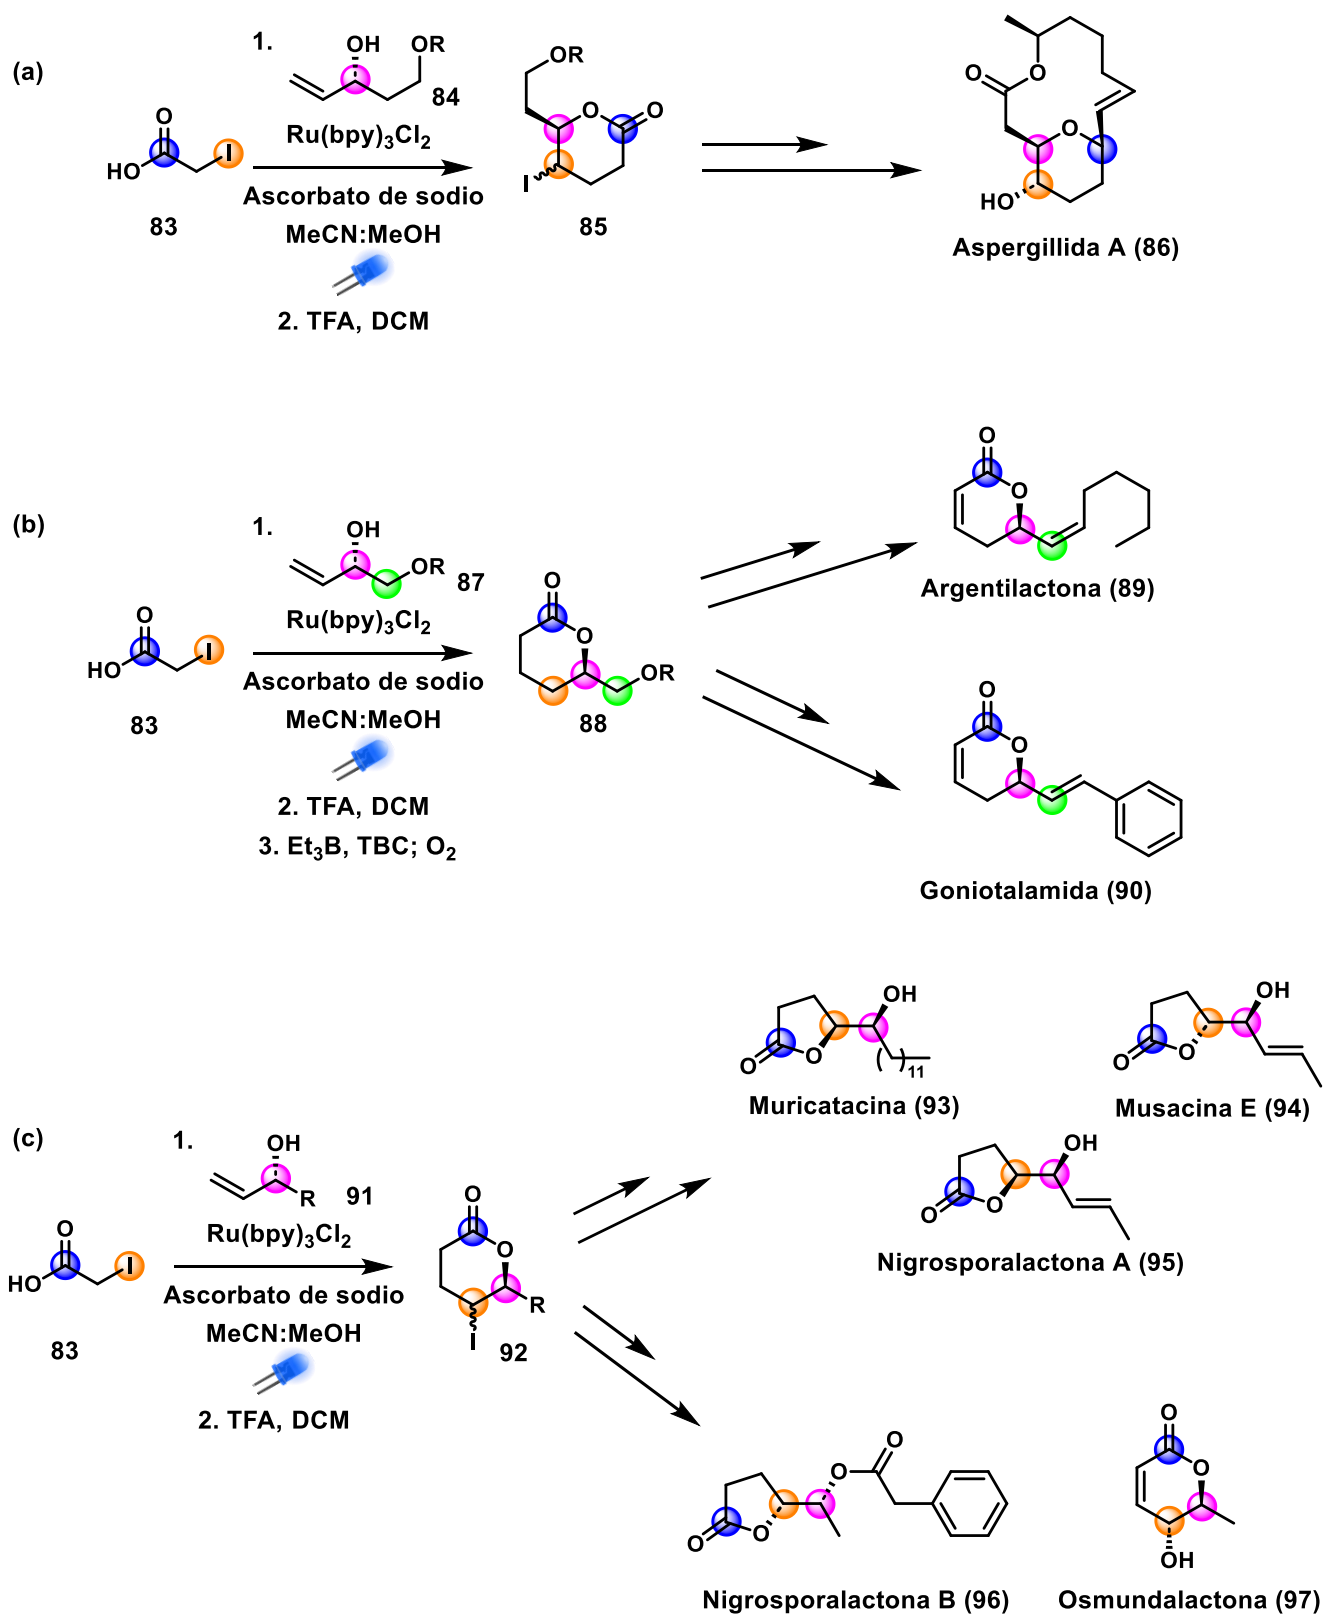 (a)
1.
OH OR
84
O
HO
I
83
Ru(bpy)3Cl2
Ascorbato de sodio
MeCN:MeOH
2. TFA, DCM
OR
O O
I
85
O
O
O
HO
Aspergillida A (86)
(b)
1.
OH
OR
87
O
HO
I
83
Ru(bpy)3Cl2
Ascorbato de sodio
MeCN:MeOH
2. TFA, DCM
3. Et3B, TBC; O2
O
O
OR
88
O
O
Argentilactona (89)
O
O
Goniotalamida (90)
(c)
1.
OH
R
91
O
HO
I
83
Ru(bpy)3Cl2
Ascorbato de sodio
MeCN:MeOH
2. TFA, DCM
O
O
R
I
92
OH
O
O
11
Muricatacina (93)
OH
O
O
Musacina E (94)
OH
O
O
Nigrosporalactona A (95)
O
O
O
O
Nigrosporalactona B (96)
O
O
OH
Osmundalactona (97)